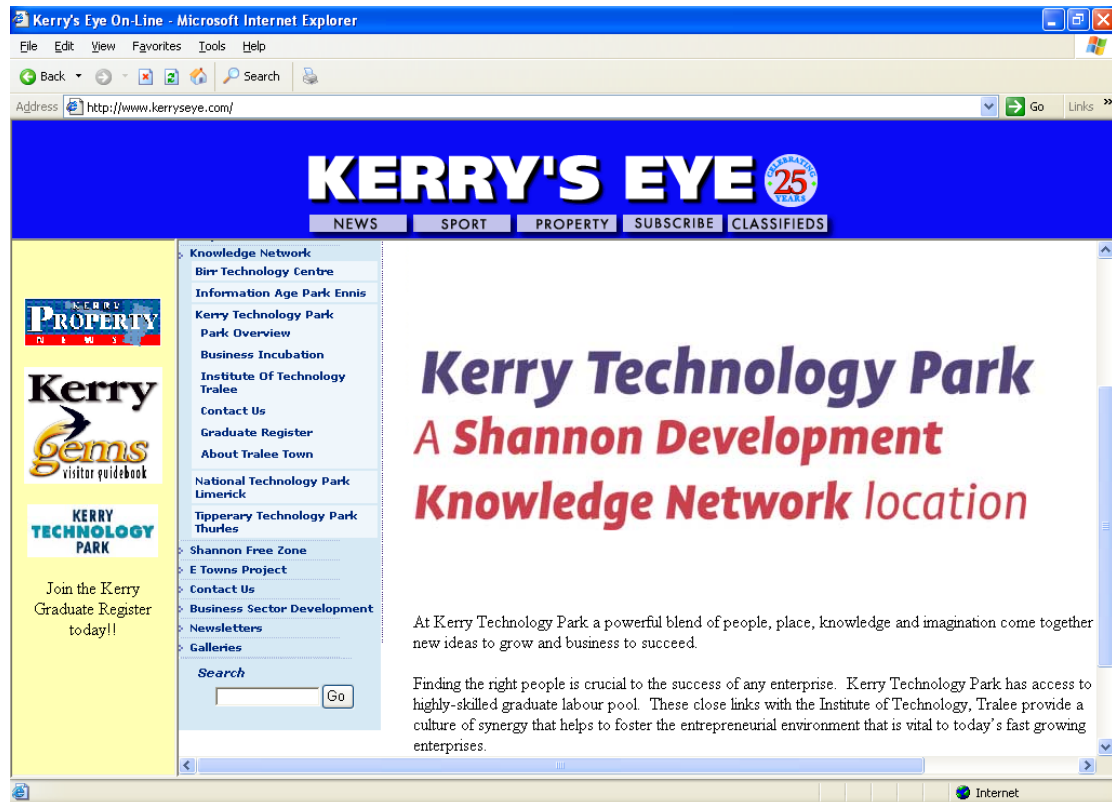 Kerry's Eye On-Line - Microsoft Internet Explorer
File Edit View Favorites Tools Help
Back Search
Address http://www.kerryseye.com/ Go Links »
KERRY'S EYE CELEBRATING 25 YEARS
NEWS SPORT PROPERTY SUBSCRIBE CLASSIFIEDS
KERRY
PROPERTY
NEWS
Kerry
gems
visitor guidebook
KERRY
TECHNOLOGY
PARK
Join the Kerry
Graduate Register
today!!
Knowledge Network
Birr Technology Centre
Information Age Park Ennis
Kerry Technology Park
Park Overview
Business Incubation
Institute Of Technology
Tralee
Contact Us
Graduate Register
About Tralee Town
National Technology Park
Limerick
Tipperary Technology Park
Thurles
Shannon Free Zone
E Towns Project
Contact Us
Business Sector Development
Newsletters
Galleries
Search
Go
Kerry Technology Park
A Shannon Development
Knowledge Network location
At Kerry Technology Park a powerful blend of people, place, knowledge and imagination come together
new ideas to grow and business to succeed.
Finding the right people is crucial to the success of any enterprise. Kerry Technology Park has access to
highly-skilled graduate labour pool. These close links with the Institute of Technology, Tralee provide a
culture of synergy that helps to foster the entrepreneurial environment that is vital to today's fast growing
enterprises.
Internet